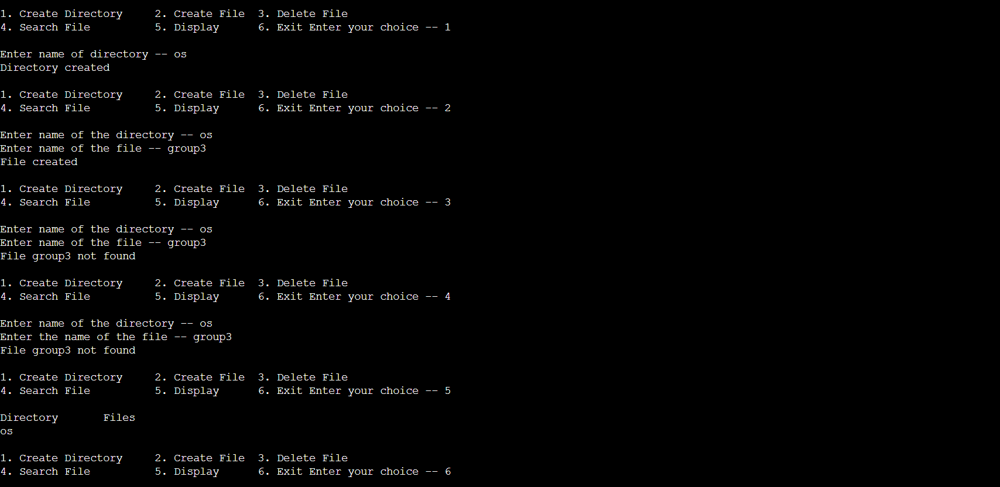 1. Create Directory     2. Create File  3. Delete File
4. Search File          5. Display      6. Exit Enter your choice -- 1
Enter name of directory -- os
Directory created
1. Create Directory     2. Create File  3. Delete File
4. Search File          5. Display      6. Exit Enter your choice -- 2
Enter name of the directory -- os
Enter name of the file -- group3
File created
1. Create Directory     2. Create File  3. Delete File
4. Search File          5. Display      6. Exit Enter your choice -- 3
Enter name of the directory -- os
Enter name of the file -- group3
File group3 not found
1. Create Directory     2. Create File  3. Delete File
4. Search File          5. Display      6. Exit Enter your choice -- 4
Enter name of the directory -- os
Enter the name of the file -- group3
File group3 not found
1. Create Directory     2. Create File  3. Delete File
4. Search File          5. Display      6. Exit Enter your choice -- 5
Directory       Files
os
1. Create Directory     2. Create File  3. Delete File
4. Search File          5. Display      6. Exit Enter your choice -- 6